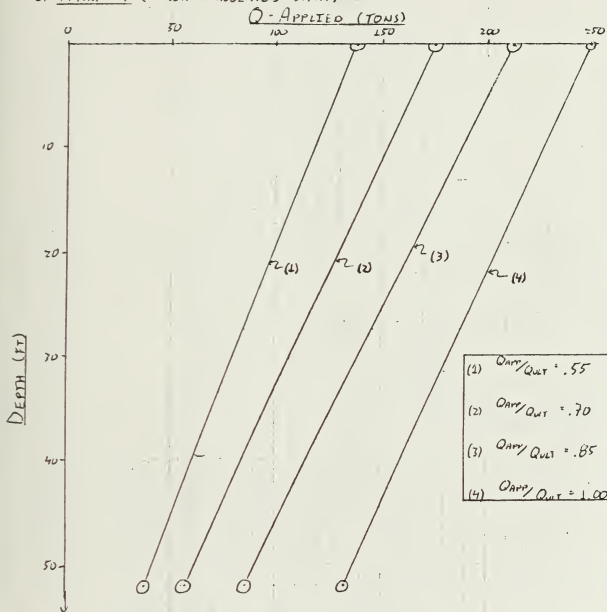 Q-APPLIED (TONS)
0 50 100 150 200 250
10
20
30
40
50
DEPTH (FT)
(1)
(2)
(3)
(4)
(1) QAPP/QULT = .55
(2) QAPP/QULT = .70
(3) QAPP/QULT = .85
(4) QAPP/QULT = 1.00